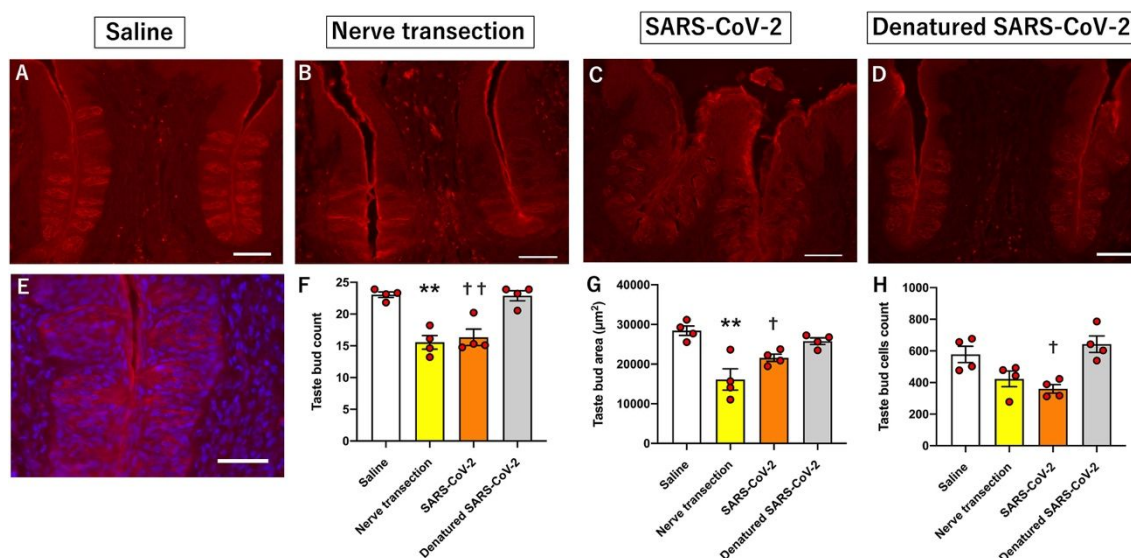 Saline
Nerve transection
SARS-CoV-2
Denatured SARS-CoV-2
A
B
C
D
E
F
Taste bud count
25
20
15
10
5
0
**
††
Saline
Nerve transection
SARS-CoV-2
Denatured SARS-CoV-2
G
Taste bud area (μm²)
40000
30000
20000
10000
0
**
†
Saline
Nerve transection
SARS-CoV-2
Denatured SARS-CoV-2
H
Taste bud cells count
1000
800
600
400
200
0
†
Saline
Nerve transection
SARS-CoV-2
Denatured SARS-CoV-2